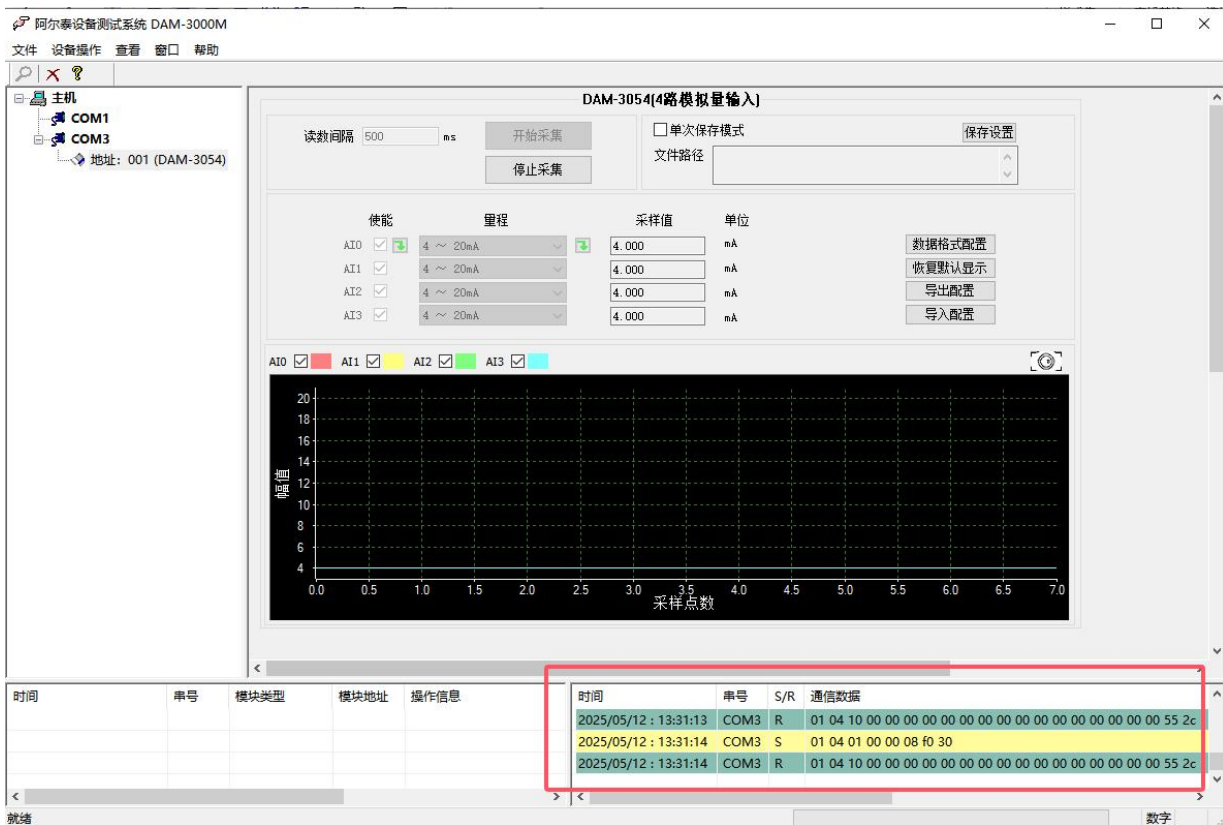 阿尔泰设备测试系统 DAM-3000M
文件 设备操作 查看 窗口 帮助
主机
COM1
COM3
地址：001 (DAM-3054)
DAM-3054(4路模拟量输入)
读数间隔 500 ms 开始采集
停止采集
单次保存模式 保存设置
文件路径
使能 量程 采样值 单位
AI0 4 ～ 20mA 4.000 mA 数据格式配置
AI1 4 ～ 20mA 4.000 mA 恢复默认显示
AI2 4 ～ 20mA 4.000 mA 导出配置
AI3 4 ～ 20mA 4.000 mA 导入配置
AI0 AI1 AI2 AI3
20
18
16
14
12
10
8
6
4
幅值
0.0 0.5 1.0 1.5 2.0 2.5 3.0 3.5 4.0 4.5 5.0 5.5 6.0 6.5 7.0
采样点数
时间 串号 模块类型 模块地址 操作信息
时间 串号 S/R 通信数据
2025/05/12 : 13:31:13 COM3 R 01 04 10 00 00 00 00 00 00 00 00 00 00 00 00 00 00 00 00 55 2c
2025/05/12 : 13:31:14 COM3 S 01 04 01 00 00 08 f0 30
2025/05/12 : 13:31:14 COM3 R 01 04 10 00 00 00 00 00 00 00 00 00 00 00 00 00 00 00 00 55 2c
就绪 数字